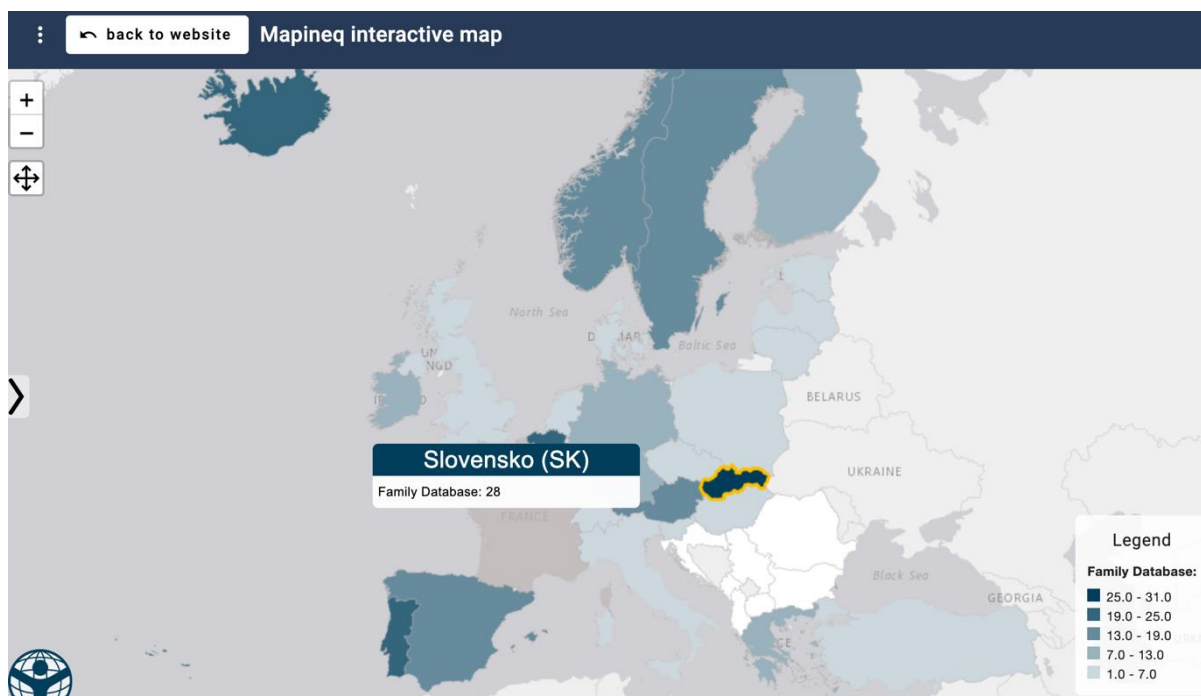 back to website
Mapineq interactive map
+
−
North Sea
Baltic Sea
BELARUS
Slovensko (SK)
Family Database: 28
UKRAINE
FRANCE
Black Sea
GEORGIA
Legend
Family Database:
25.0 - 31.0
19.0 - 25.0
13.0 - 19.0
7.0 - 13.0
1.0 - 7.0